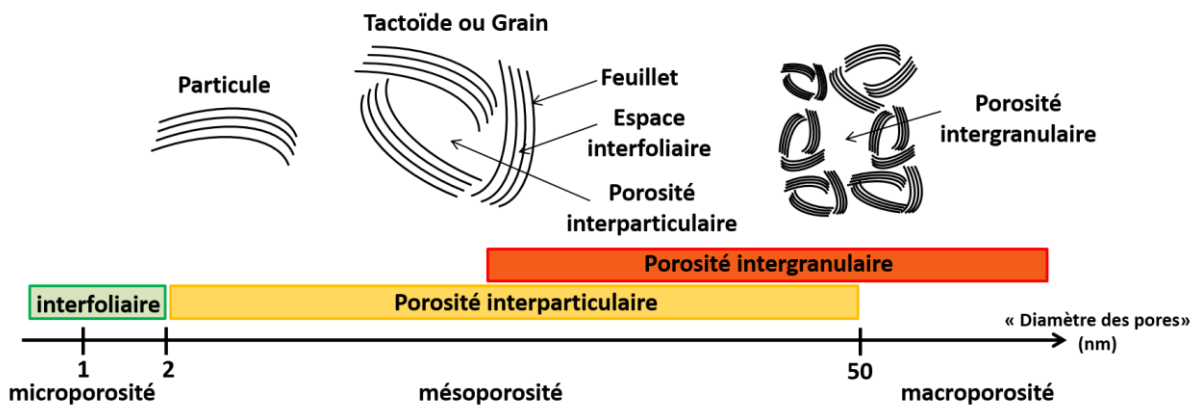 Tactoïde ou Grain
Particule
Feuillet
Espace
interfoliaire
Porosité
interparticulaire
Porosité
intergranulaire
Porosité intergranulaire
interfoliaire
Porosité interparticulaire
« Diamètre des pores»
(nm)
1
2
50
microporosité
mésoporosité
macroporosité